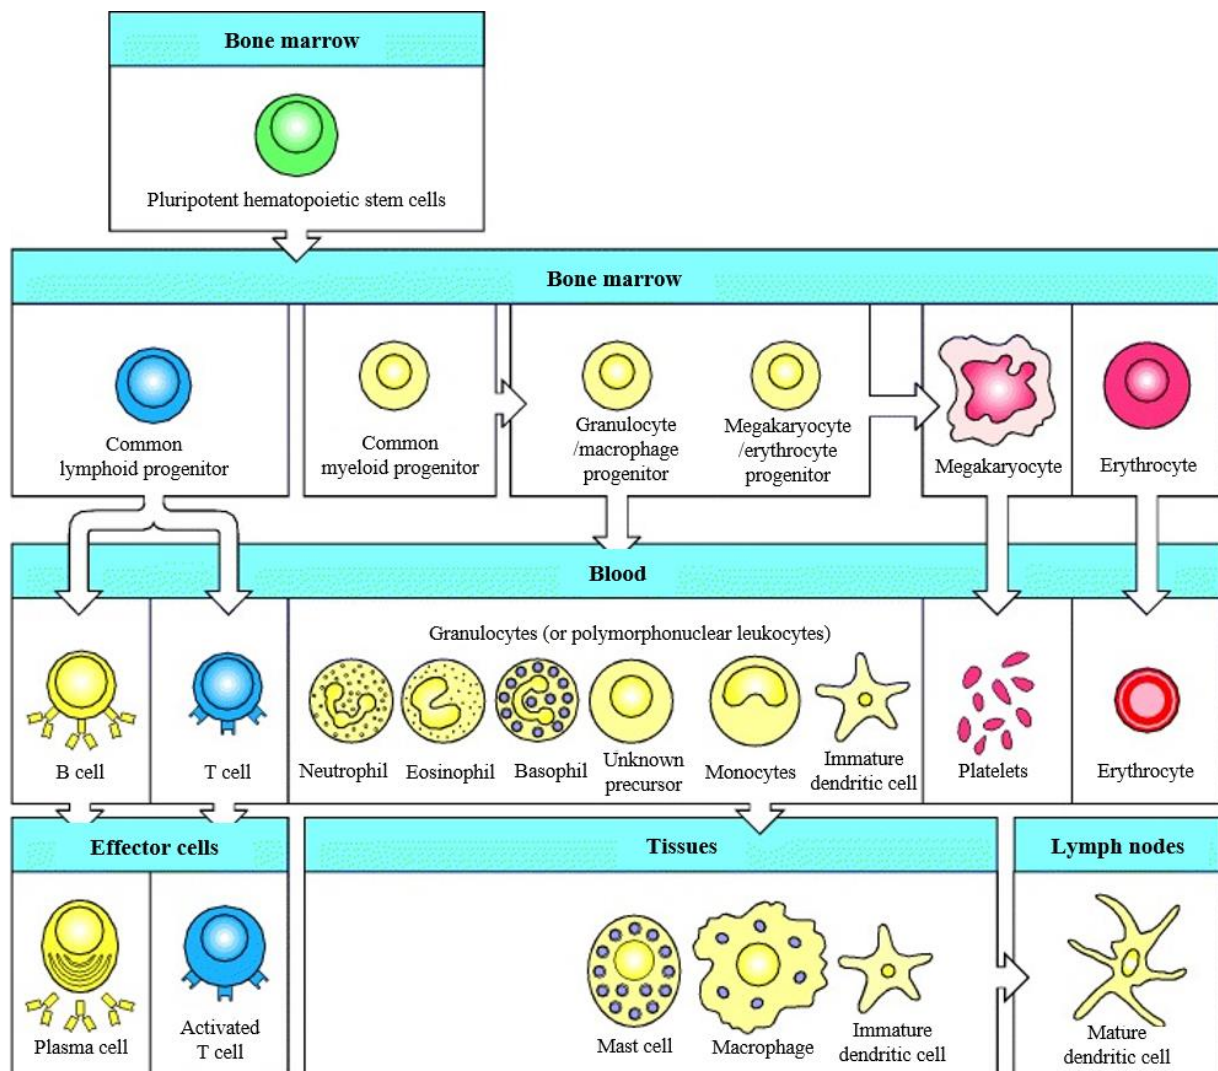 Bone marrow
Pluripotent hematopoietic stem cells
Bone marrow
Common
lymphoid progenitor
Common
myeloid progenitor
Granulocyte
/macrophage
progenitor
Megakaryocyte
/erythrocyte
progenitor
Megakaryocyte
Erythrocyte
Blood
Granulocytes (or polymorphonuclear leukocytes)
B cell
T cell
Neutrophil
Eosinophil
Basophil
Unknown
precursor
Monocytes
Immature
dendritic cell
Platelets
Erythrocyte
Effector cells
Tissues
Lymph nodes
Plasma cell
Activated
T cell
Mast cell
Macrophage
Immature
dendritic cell
Mature
dendritic cell